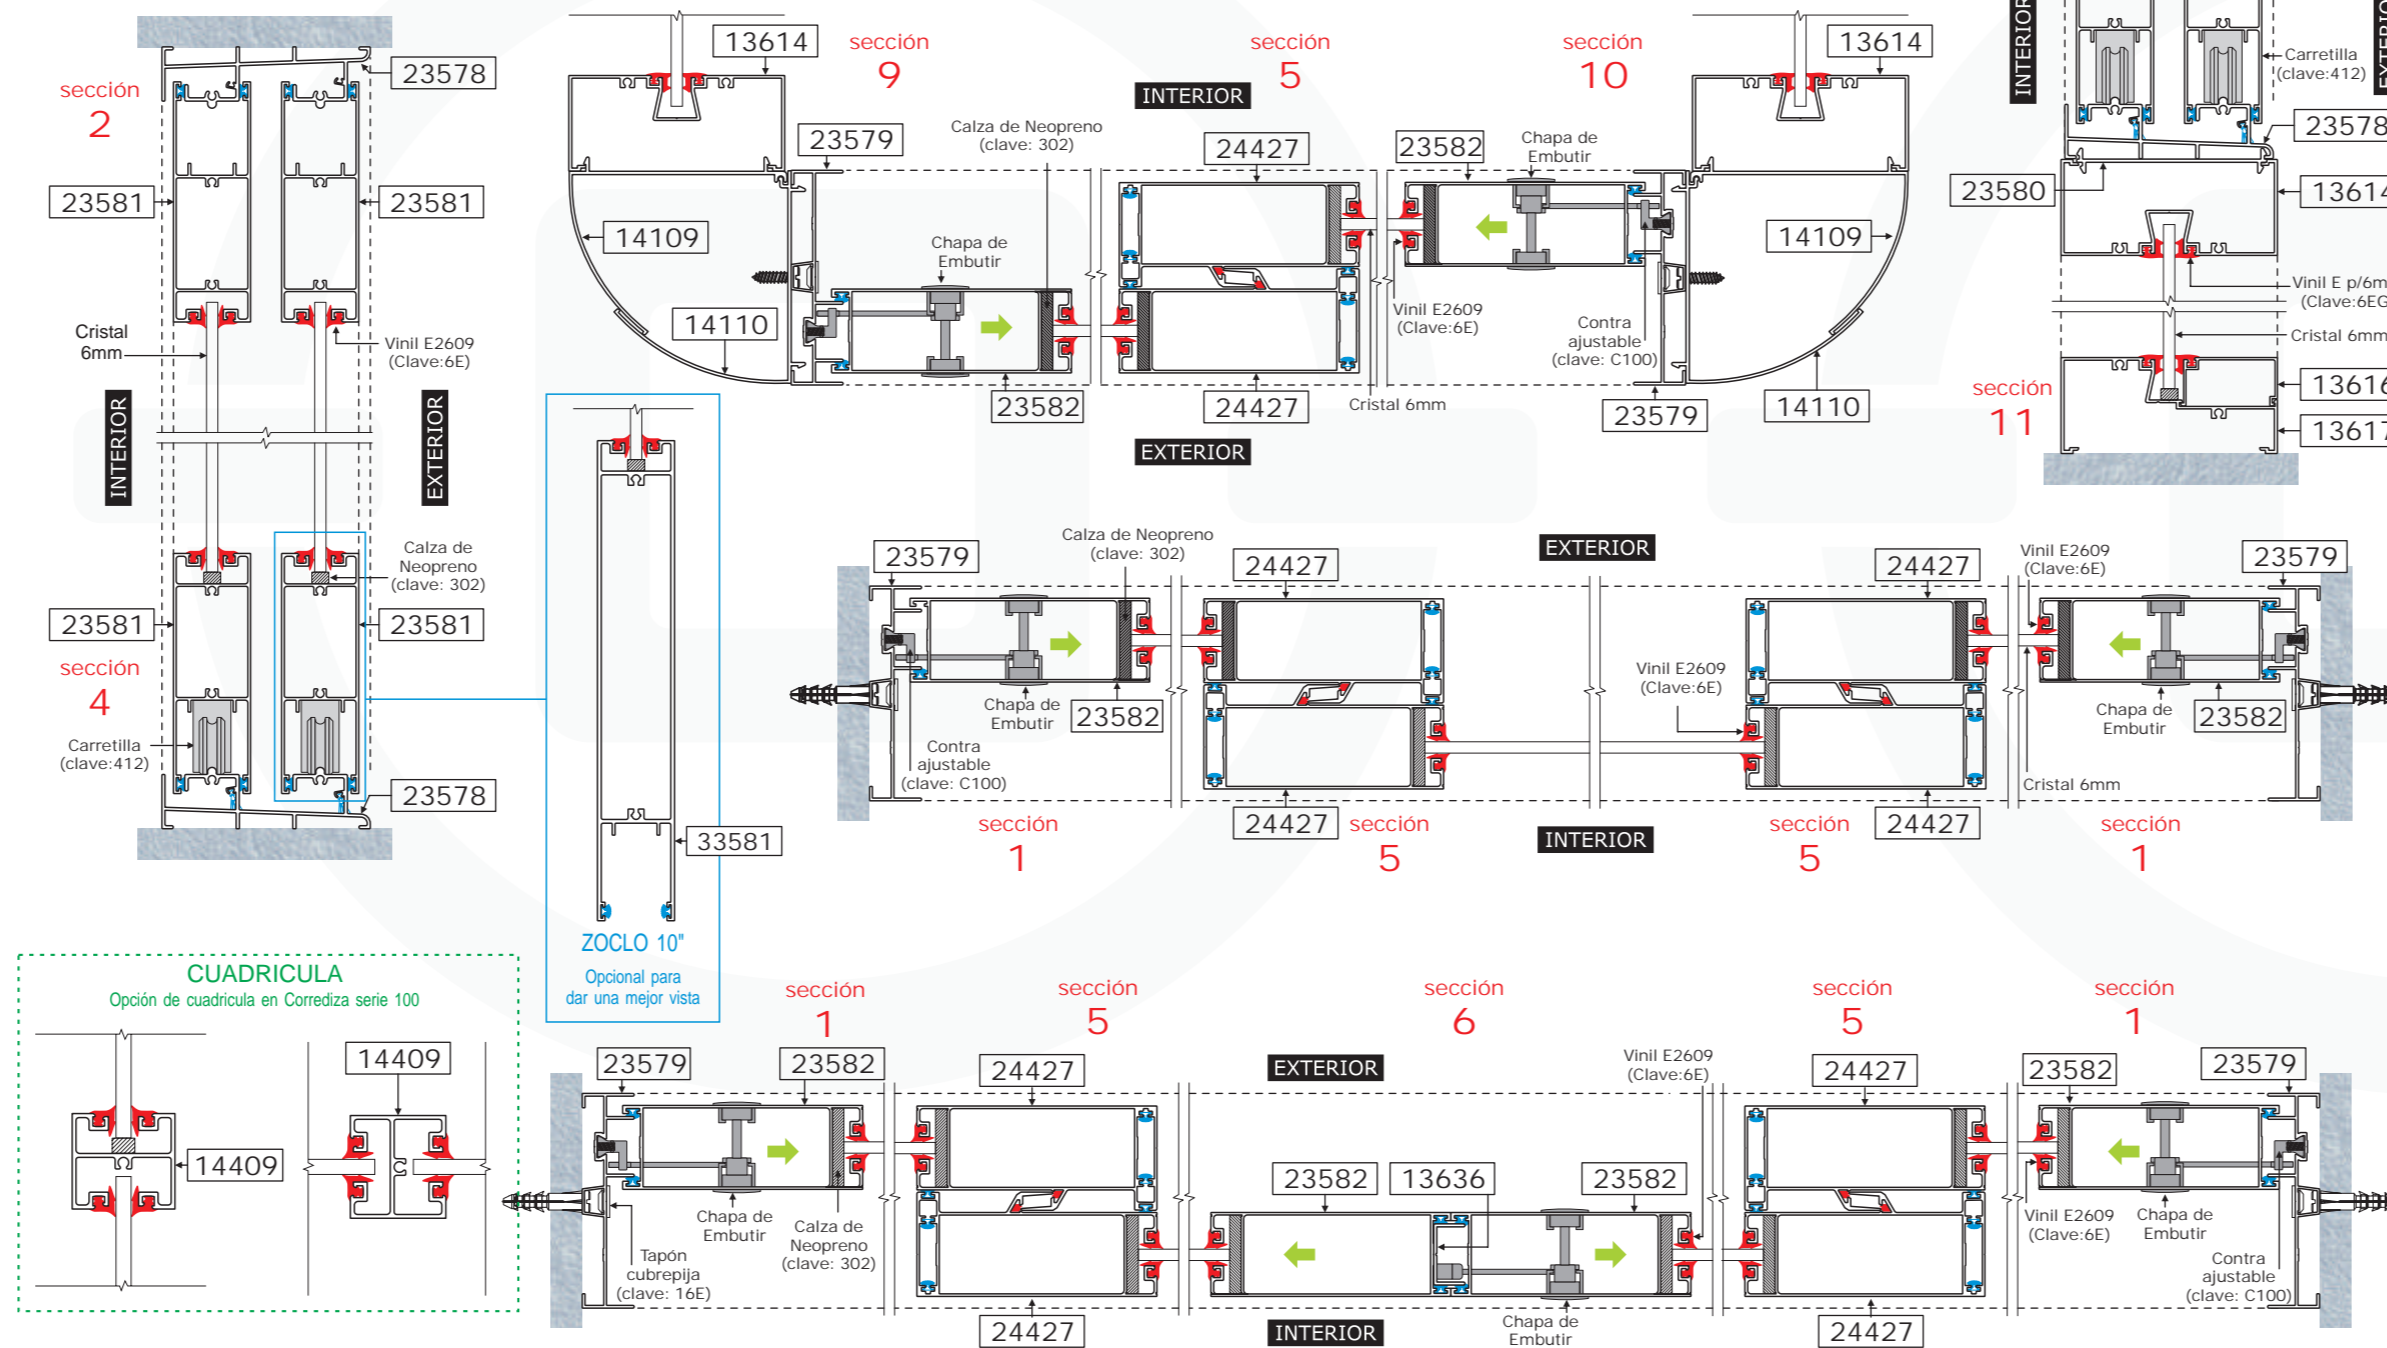 23578
sección
2
23581
23581
Cristal
6mm
Vinil E2609
(Clave:6E)
INTERIOR
EXTERIOR
Calza de
Neopreno
(clave: 302)
23581
23581
sección
4
Carretilla
(clave:412)
23578
13614
sección
9
sección
5
sección
10
13614
INTERIOR
23579
Calza de Neopreno
(clave: 302)
24427
23582
Chapa de
Embutir
14109
Chapa de
Embutir
14109
14110
Vinil E2609
(Clave:6E)
Contra
ajustable
(clave: C100)
23582
24427
Cristal 6mm
23579
14110
EXTERIOR
INTERIOR
EXTERIOR
Carretilla
(clave:412)
23578
23580
13614
Vinil E p/6m
(Clave:6EG
Cristal 6mm
sección
11
13616
13617
33581
ZOCLO 10"
Opcional para
dar una mejor vista
23579
Calza de Neopreno
(clave: 302)
24427
EXTERIOR
24427
Vinil E2609
(Clave:6E)
23579
Vinil E2609
(Clave:6E)
Contra
ajustable
(clave: C100)
Chapa de
Embutir
23582
Chapa de
Embutir
23582
Cristal 6mm
sección
1
24427
sección
5
INTERIOR
sección
5
24427
sección
1
CUADRICULA
Opción de cuadricula en Corrediza serie 100
14409
14409
sección
1
sección
5
sección
6
sección
5
sección
1
23579
23582
24427
EXTERIOR
Vinil E2609
(Clave:6E)
24427
23582
23579
23582
13636
23582
Chapa de
Embutir
Calza de
Neopreno
(clave: 302)
Tapón
cubrepija
(clave: 16E)
Vinil E2609
(Clave:6E)
Chapa de
Embutir
Contra
ajustable
(clave: C100)
24427
INTERIOR
Chapa de
Embutir
24427